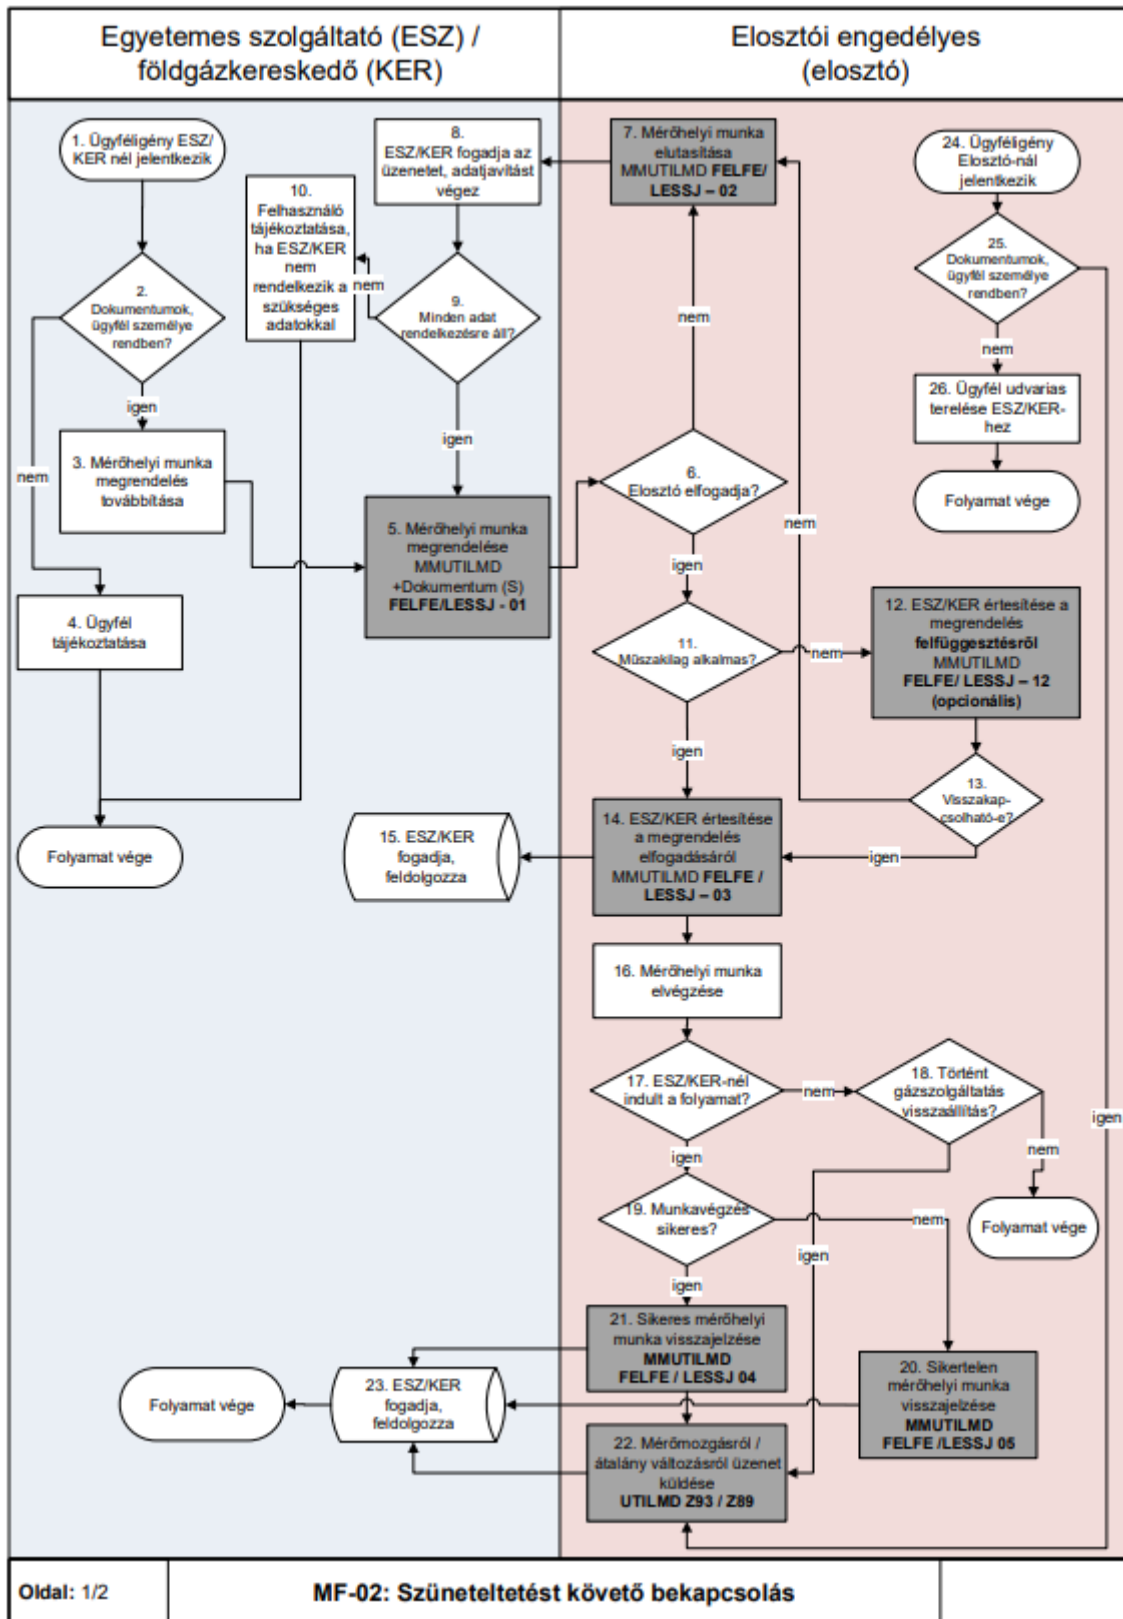 Egyetemes szolgáltató (ESZ) /
földgázkereskedő (KER)
Elosztói engedélyes
(elosztó)
1. Ügyféligény ESZ/
KER nél jelentkezik
2.
Dokumentumok,
ügyfél személye
rendben?
nem
igen
3. Mérőhelyi munka
megrendelés
továbbítása
4. Ügyfél
tájékoztatása
Folyamat vége
8.
ESZ/KER fogadja az
üzenetet, adatjavítást
végez
10.
Felhasználó
tájékoztatása,
ha ESZ/KER
nem
rendelkezik a
szükséges
adatokkal
nem
9.
Minden adat
rendelkezésre áll?
igen
5. Mérőhelyi munka
megrendelése
MMUTILMD
+Dokumentum (S)
FELFE/LESSJ - 01
7. Mérőhelyi munka
elutasítása
MMUTILMD FELFE/
LESSJ – 02
nem
6.
Elosztó elfogadja?
igen
11.
Műszakilag alkalmas?
nem
igen
12. ESZ/KER értesítése a
megrendelés
felfüggesztésről
MMUTILMD
FELFE/ LESSJ – 12
(opcionális)
13.
Visszakap-
csolható-e?
nem
igen
14. ESZ/KER értesítése
a megrendelés
elfogadásáról
MMUTILMD FELFE /
LESSJ – 03
15. ESZ/KER
fogadja,
feldolgozza
16. Mérőhelyi munka
elvégzése
17. ESZ/KER-nél
indult a folyamat?
nem
igen
18. Történt
gázszolgáltatás
visszaállítás?
nem
igen
Folyamat vége
19. Munkavégzés
sikeres?
nem
igen
21. Sikeres mérőhelyi
munka visszajelzése
MMUTILMD
FELFE / LESSJ 04
20. Sikertelen
mérőhelyi munka
visszajelzése
MMUTILMD
FELFE /LESSJ 05
22. Mérőmozgásról /
átalány változásról üzenet
küldése
UTILMD Z93 / Z89
23. ESZ/KER
fogadja,
feldolgozza
Folyamat vége
24. Ügyféligény
Elosztó-nál
jelentkezik
25.
Dokumentumok,
ügyfél személye
rendben?
nem
igen
26. Ügyfél udvarias
terelése ESZ/KER-
hez
Folyamat vége
Oldal: 1/2
MF-02: Szüneteltetést követő bekapcsolás